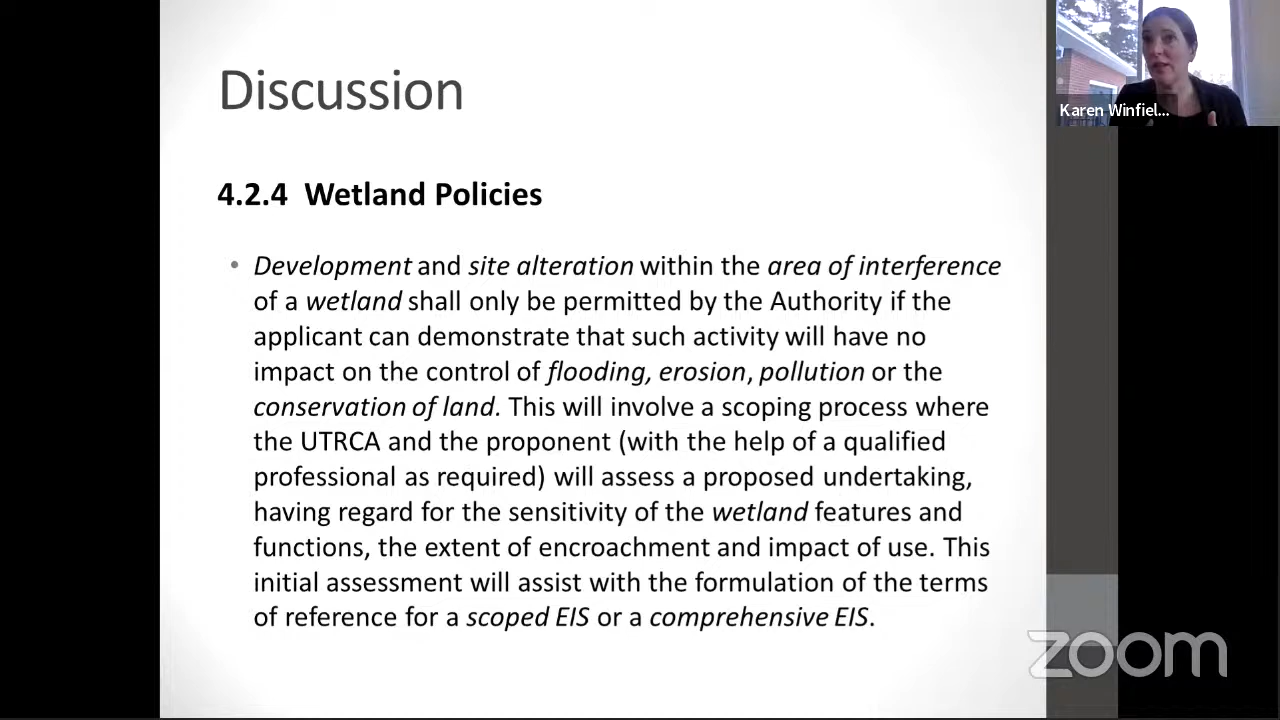 Discussion
Karen Winfiel...
4.2.4 Wetland Policies
• Development and site alteration within the area of interference
of a wetland shall only be permitted by the Authority if the
applicant can demonstrate that such activity will have no
impact on the control of flooding, erosion, pollution or the
conservation of land. This will involve a scoping process where
the UTRCA and the proponent (with the help of a qualified
professional as required) will assess a proposed undertaking,
having regard for the sensitivity of the wetland features and
functions, the extent of encroachment and impact of use. This
initial assessment will assist with the formulation of the terms
of reference for a scoped EIS or a comprehensive EIS.
zoom